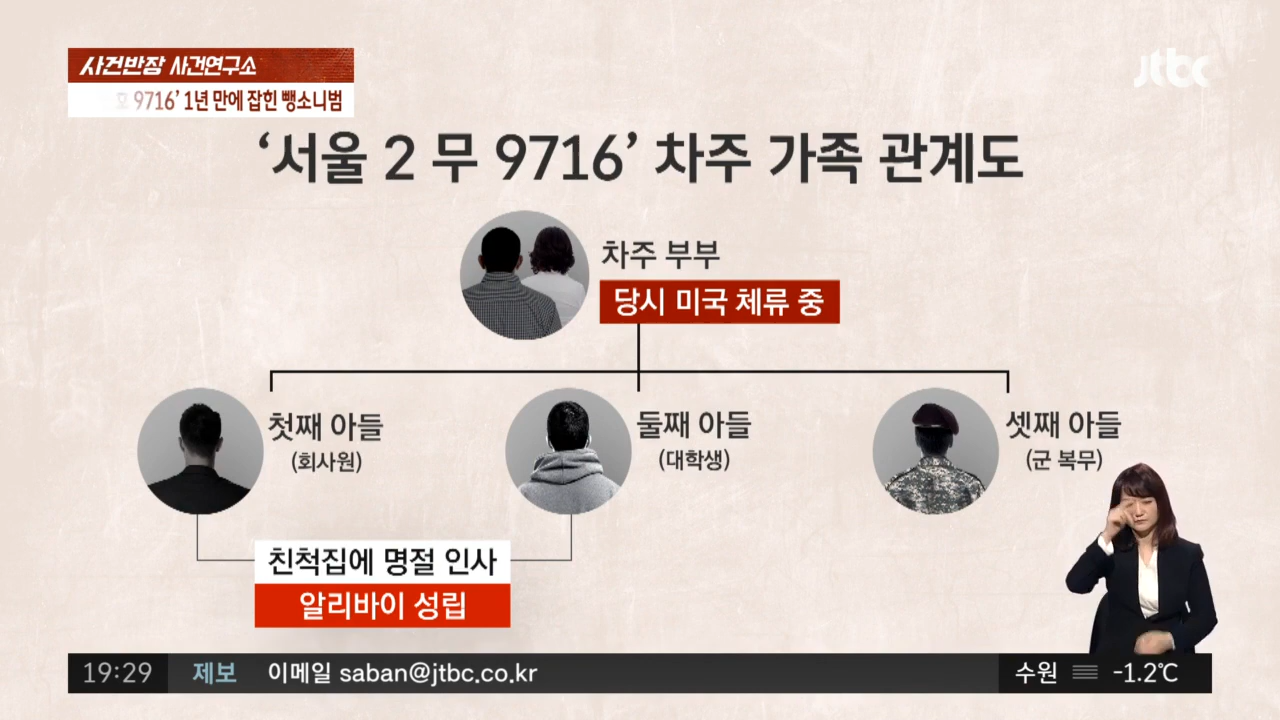 사건반장 사건연구소
jtbc
9716’ 1년 만에 잡힌 뺑소니범
‘서울 2 무 9716’ 차주 가족 관계도
차주 부부
당시 미국 체류 중
첫째 아들
(회사원)
둘째 아들
(대학생)
셋째 아들
(군 복무)
친척집에 명절 인사
알리바이 성립
19:29 제보 이메일 saban@jtbc.co.kr 수원 -1.2℃